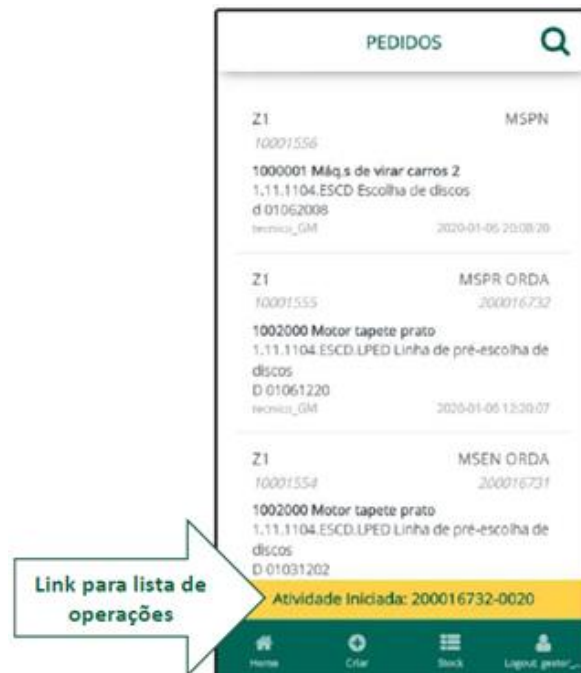 PEDIDOS
Z1 MSPN
10001556
1000001 Máq.s de virar carros 2
1.11.1104.ESCD Escolha de discos
d 01062008
tecnico_GM 2020-01-06 20:08:20
Z1 MSPR ORDA
10001555 200016732
1002000 Motor tapete prato
1.11.1104.ESCD.LPED Linha de pré-escolha de
discos
D 01061220
tecnico_GM 2020-01-06 12:20:07
Z1 MSEN ORDA
10001554 200016731
1002000 Motor tapete prato
1.11.1104.ESCD.LPED Linha de pré-escolha de
discos
D 01031202
Link para lista de
operações
Atividade Iniciada: 200016732-0020
Home Criar Stock Logout gestor_...